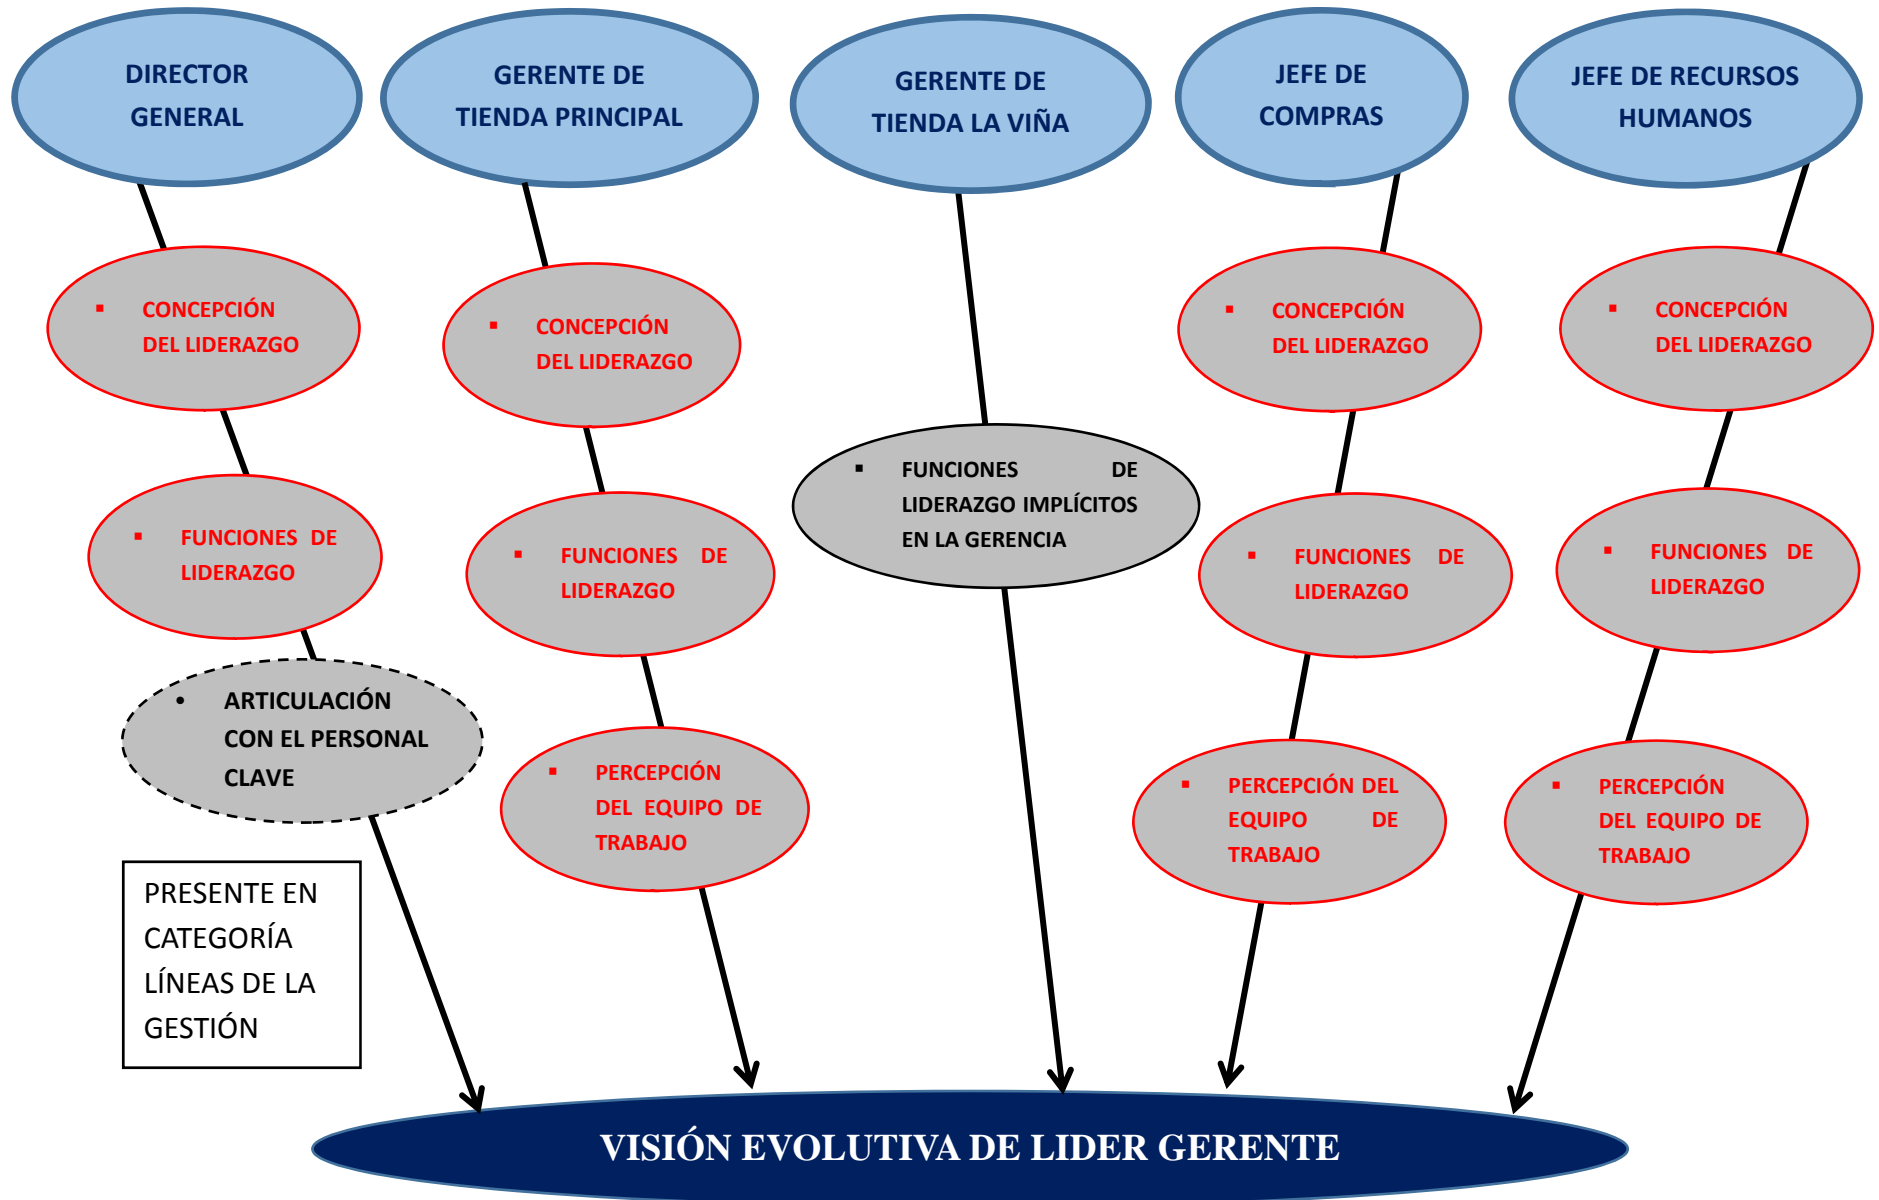 DIRECTOR
GENERAL
GERENTE DE
TIENDA PRINCIPAL
GERENTE DE
TIENDA LA VIÑA
JEFE DE
COMPRAS
JEFE DE RECURSOS
HUMANOS
▪ CONCEPCIÓN
DEL LIDERAZGO
▪ CONCEPCIÓN
DEL LIDERAZGO
▪ CONCEPCIÓN
DEL LIDERAZGO
▪ CONCEPCIÓN
DEL LIDERAZGO
▪ FUNCIONES DE
LIDERAZGO
▪ FUNCIONES DE
LIDERAZGO
▪ FUNCIONES DE
LIDERAZGO IMPLÍCITOS
EN LA GERENCIA
▪ FUNCIONES DE
LIDERAZGO
▪ FUNCIONES DE
LIDERAZGO
• ARTICULACIÓN
CON EL PERSONAL
CLAVE
▪ PERCEPCIÓN
DEL EQUIPO DE
TRABAJO
▪ PERCEPCIÓN DEL
EQUIPO DE
TRABAJO
▪ PERCEPCIÓN
DEL EQUIPO DE
TRABAJO
PRESENTE EN
CATEGORÍA
LÍNEAS DE LA
GESTIÓN
VISIÓN EVOLUTIVA DE LIDER GERENTE